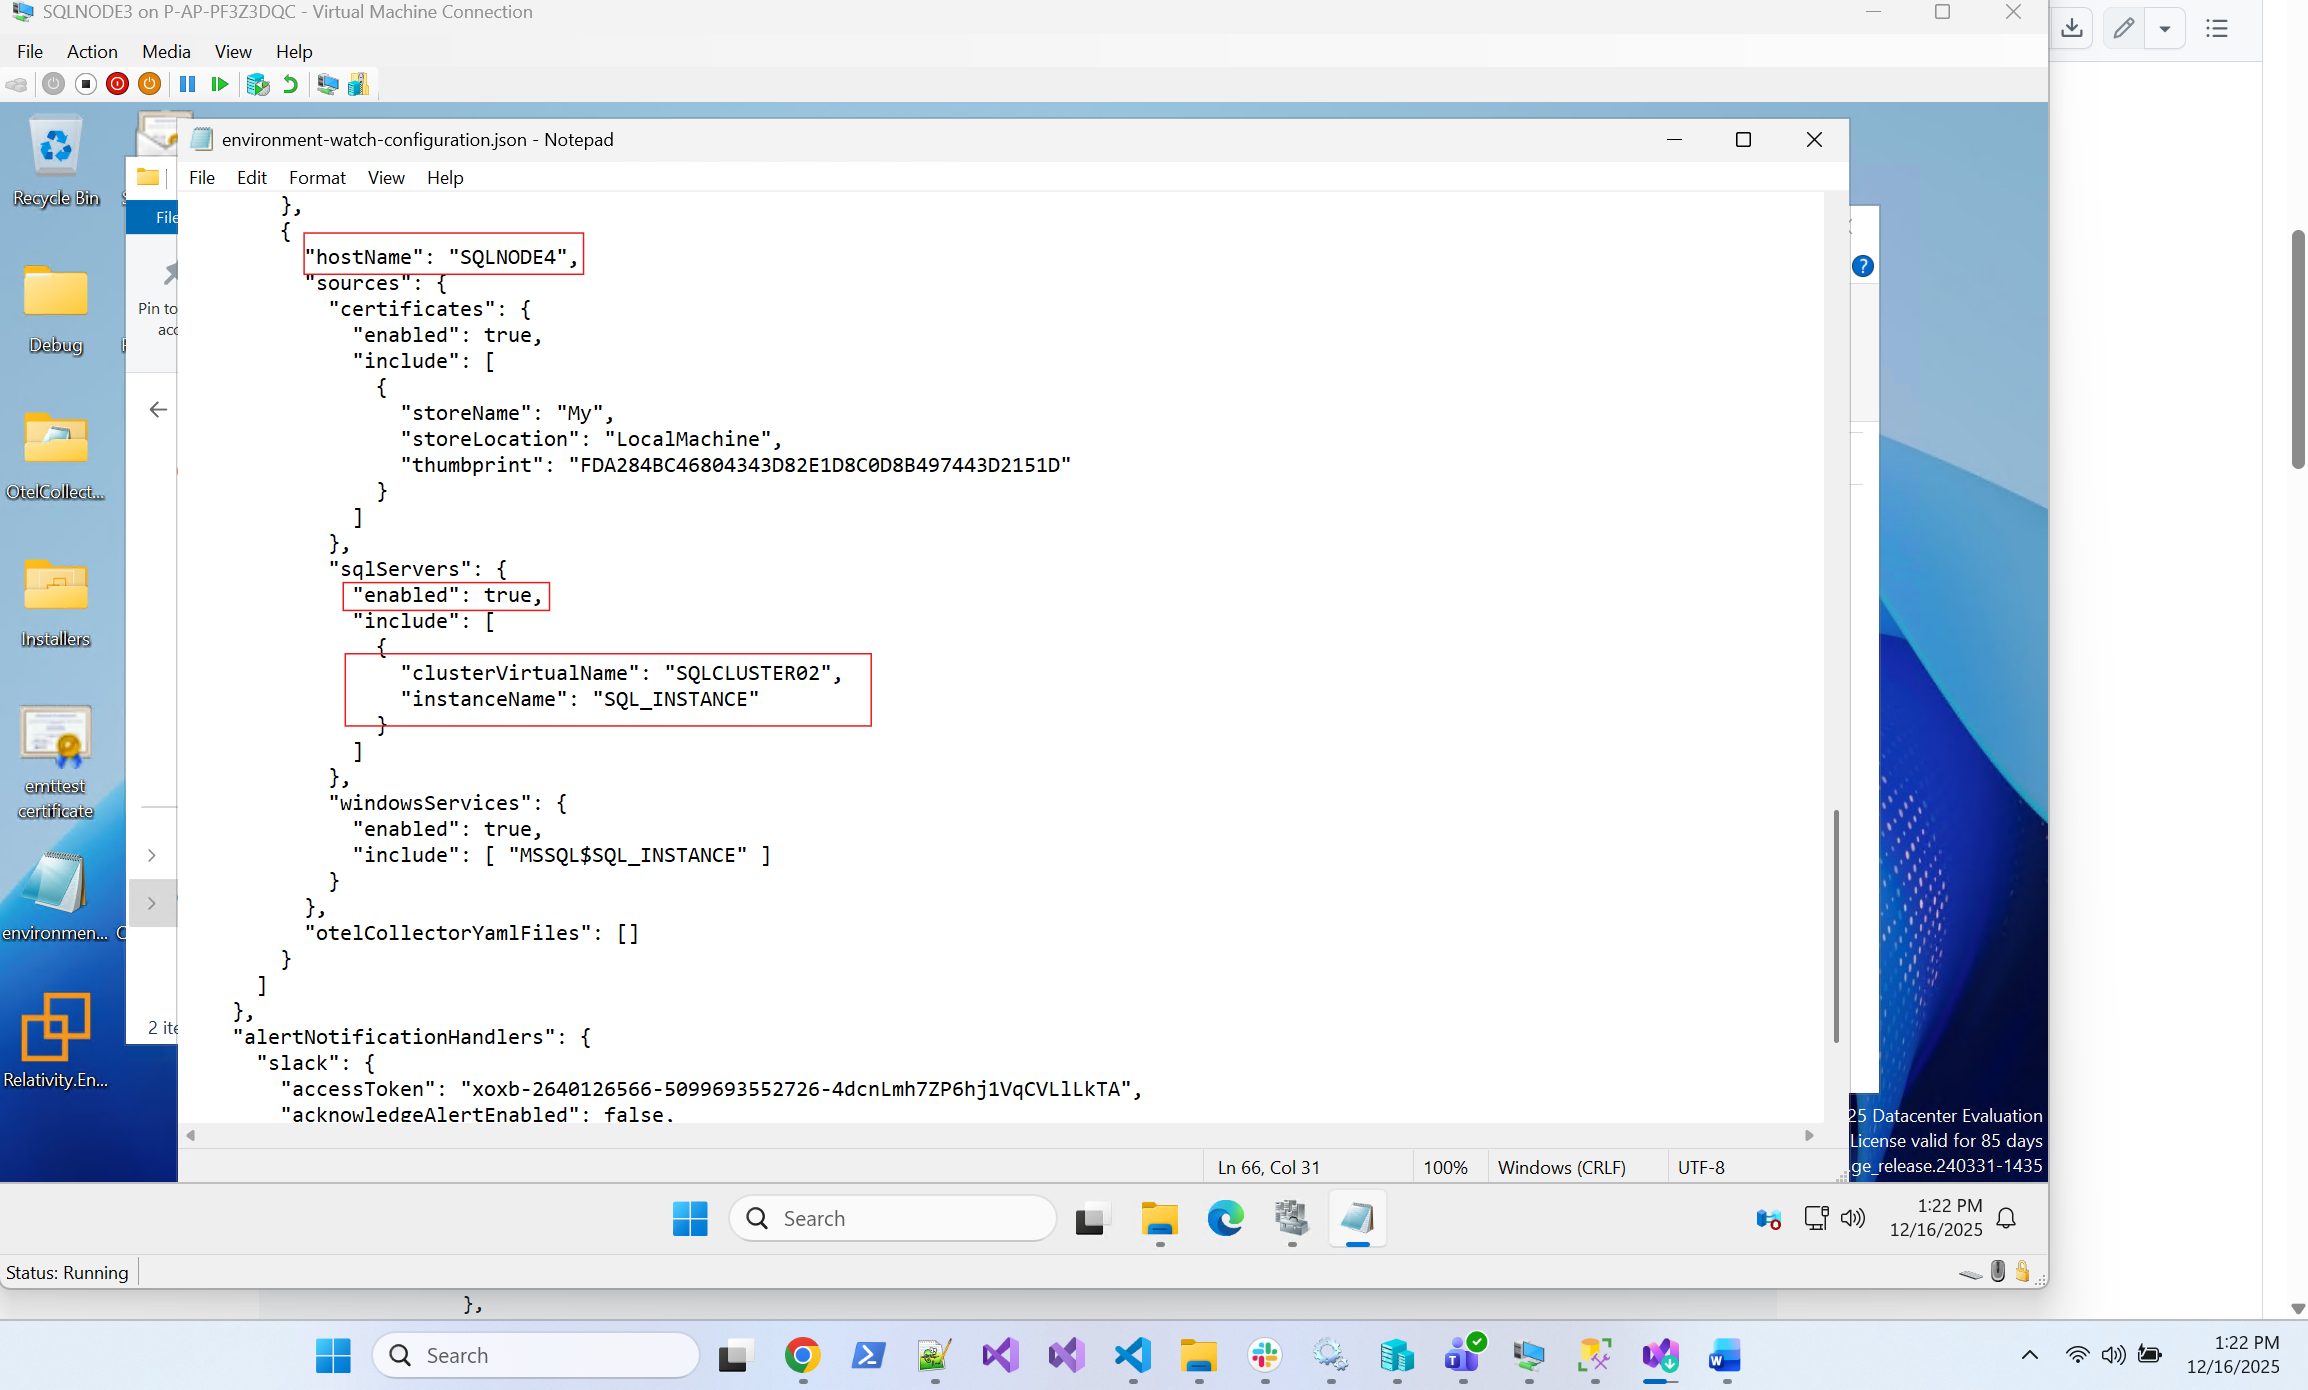 SQLNODE3 on P-AP-PF3Z3DQC - Virtual Machine Connection
File Action Media View Help
environment-watch-configuration.json - Notepad
File Edit Format View Help
Recycle Bin
File
Pin to
Debug
OtelCollect...
Installers
emttest
certificate
environmen...
Relativity.En...
},
{
"hostName": "SQLNODE4",
"sources": {
"certificates": {
"enabled": true,
"include": [
{
"storeName": "My",
"storeLocation": "LocalMachine",
"thumbprint": "FDA284BC46804343D82E1D8C0D8B497443D2151D"
}
]
},
"sqlServers": {
"enabled": true,
"include": [
{
"clusterVirtualName": "SQLCLUSTER02",
"instanceName": "SQL_INSTANCE"
}
]
},
"windowsServices": {
"enabled": true,
"include": [ "MSSQL$SQL_INSTANCE" ]
}
},
"otelCollectorYamlFiles": []
}
]
},
"alertNotificationHandlers": {
"slack": {
"accessToken": "xoxb-2640126566-5099693552726-4dcnLmh7ZP6hj1VqCVLlLkTA",
"acknowledgeAlertEnabled": false,
Ln 66, Col 31 100% Windows (CRLF) UTF-8
25 Datacenter Evaluation
License valid for 85 days
ge_release.240331-1435
Search
1:22 PM
12/16/2025
Status: Running
},
Search
1:22 PM
12/16/2025